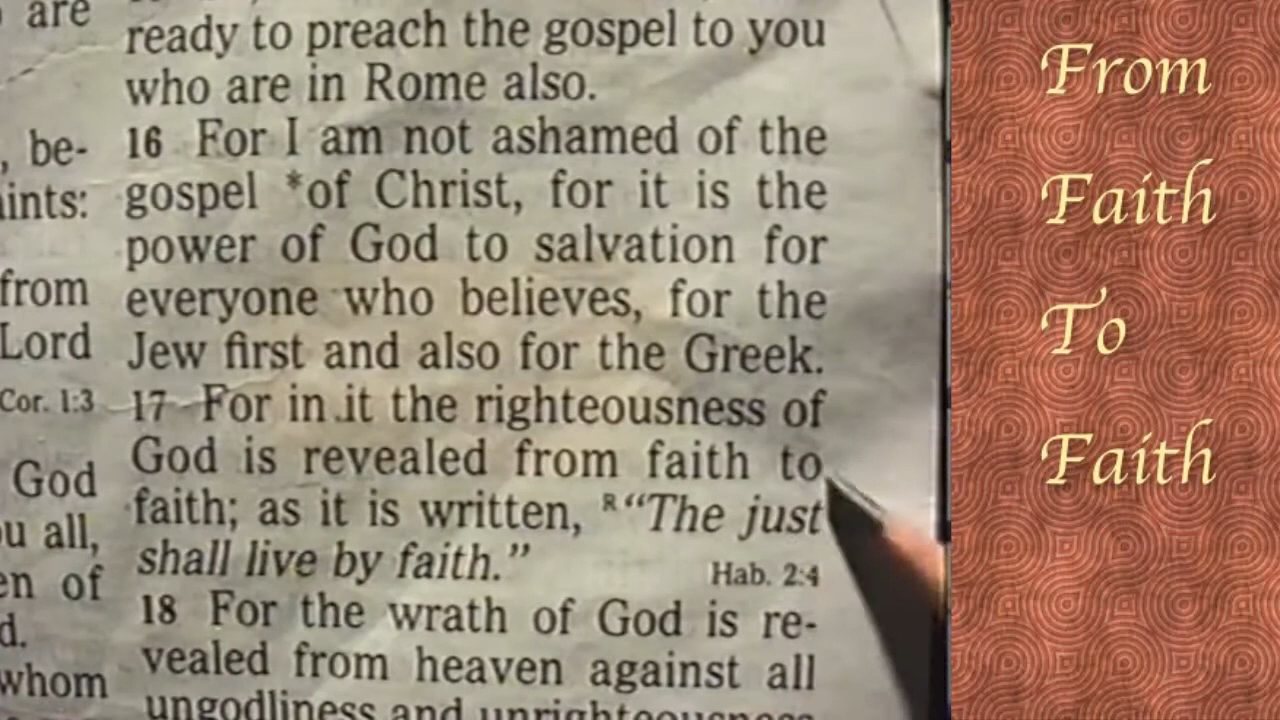 are
, be-
ints:
from
Lord
Cor. 1:3
God
u all,
en of
d.
whom
ready to preach the gospel to you
who are in Rome also.
16 For I am not ashamed of the
gospel *of Christ, for it is the
power of God to salvation for
everyone who believes, for the
Jew first and also for the Greek.
17 For in it the righteousness of
God is revealed from faith to
faith; as it is written, ᴿ“The just
shall live by faith.” Hab. 2:4
18 For the wrath of God is re-
vealed from heaven against all
ungodliness and unrighteousness
From
Faith
To
Faith